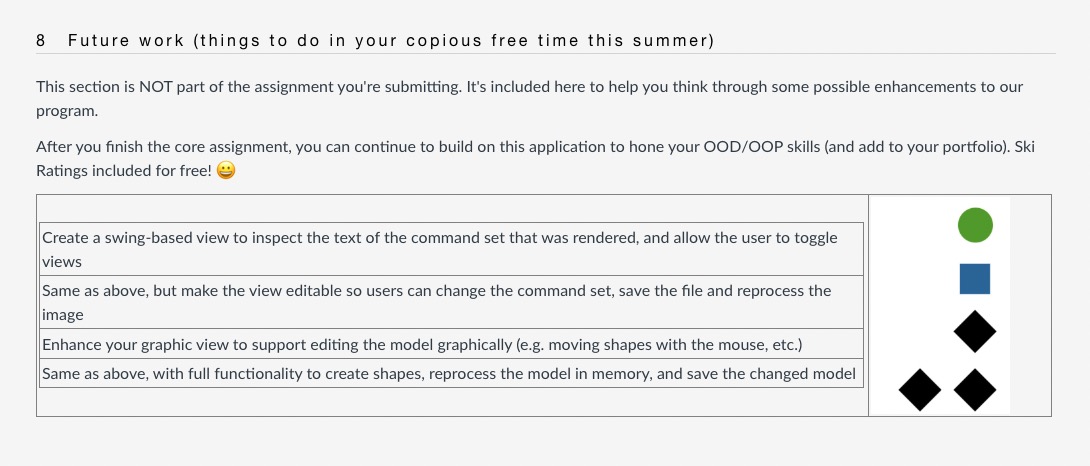 8 Future work (things to do in your copious free time this summer)
This section is NOT part of the assignment you're submitting. It's included here to help you think through some possible enhancements to our
program.
After you finish the core assignment, you can continue to build on this application to hone your OOD/OOP skills (and add to your portfolio). Ski
Ratings included for free! 😀
Create a swing-based view to inspect the text of the command set that was rendered, and allow the user to toggle
views
Same as above, but make the view editable so users can change the command set, save the file and reprocess the
image
Enhance your graphic view to support editing the model graphically (e.g. moving shapes with the mouse, etc.)
Same as above, with full functionality to create shapes, reprocess the model in memory, and save the changed model